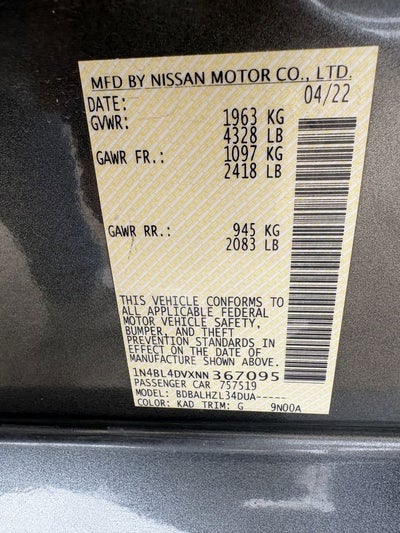 MFD BY NISSAN MOTOR CO., LTD.
DATE: 04/22
GVWR: 1963 KG
4328 LB
GAWR FR.: 1097 KG
2418 LB
GAWR RR.: 945 KG
2083 LB
THIS VEHICLE CONFORMS TO
ALL APPLICABLE FEDERAL
MOTOR VEHICLE SAFETY,
BUMPER, AND THEFT
PREVENTION STANDARDS IN
EFFECT ON THE DATE OF
MANUFACTURE SHOWN ABOVE.
1N4BL4DVXNN 367095
PASSENGER CAR 757519
MODEL: BDBALHZL34DUA-----
COLOR: KAD TRIM: G 9N00A